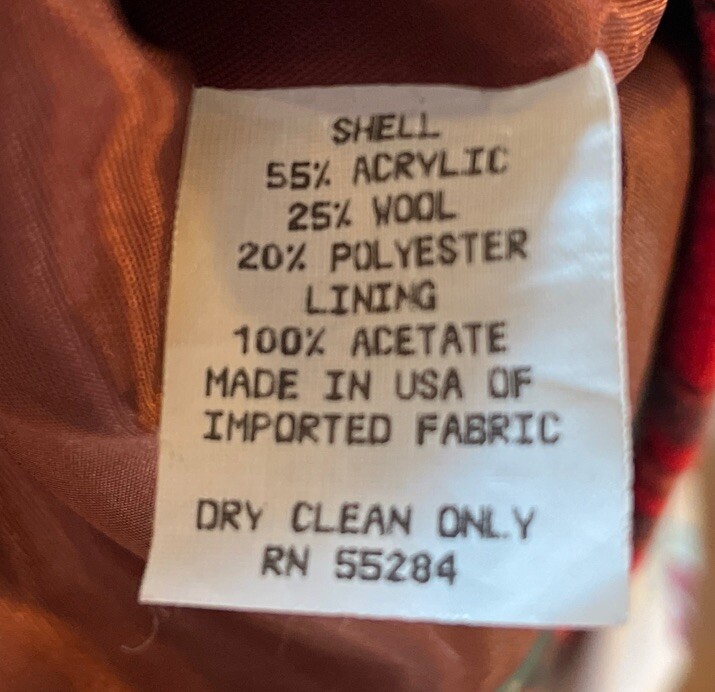 SHELL
55% ACRYLIC
25% WOOL
20% POLYESTER
LINING
100% ACETATE
MADE IN USA OF
IMPORTED FABRIC
DRY CLEAN ONLY
RN 55284